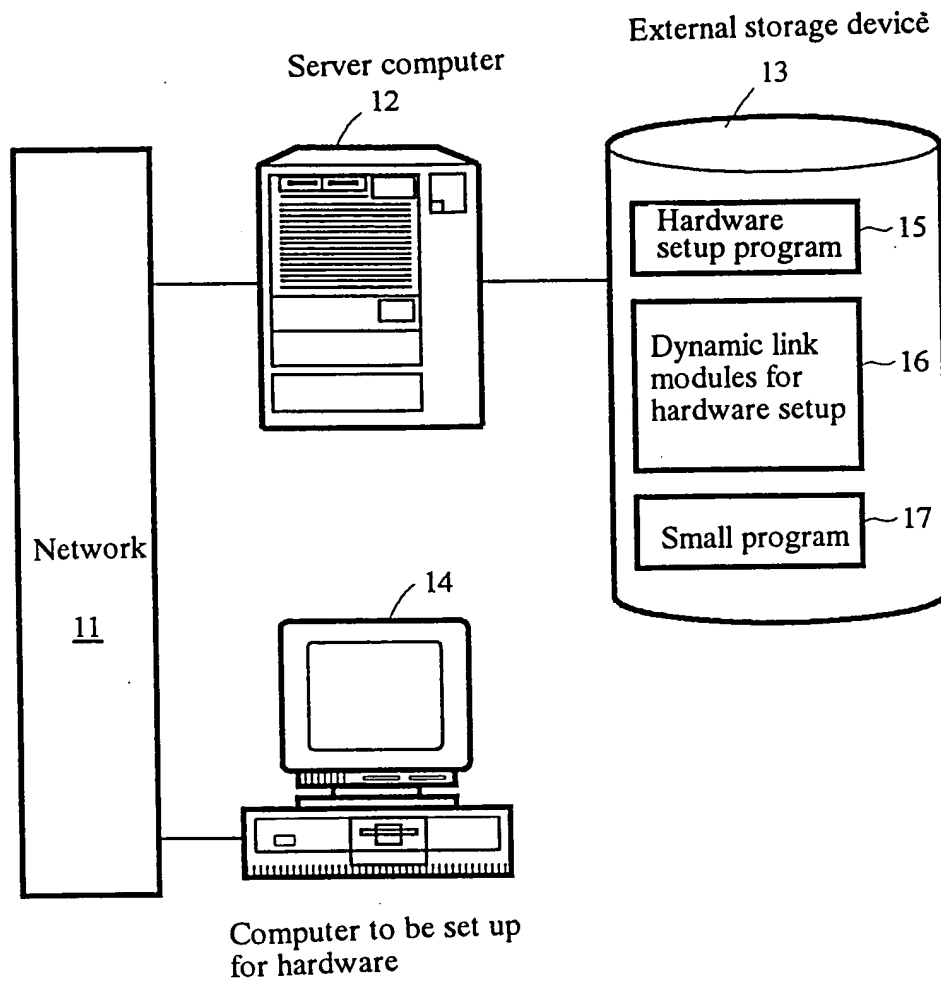 External storage device
13
Server computer
12
Hardware
setup program
15
Dynamic link
modules for
hardware setup
16
Small program
17
Network
11
14
Computer to be set up
for hardware